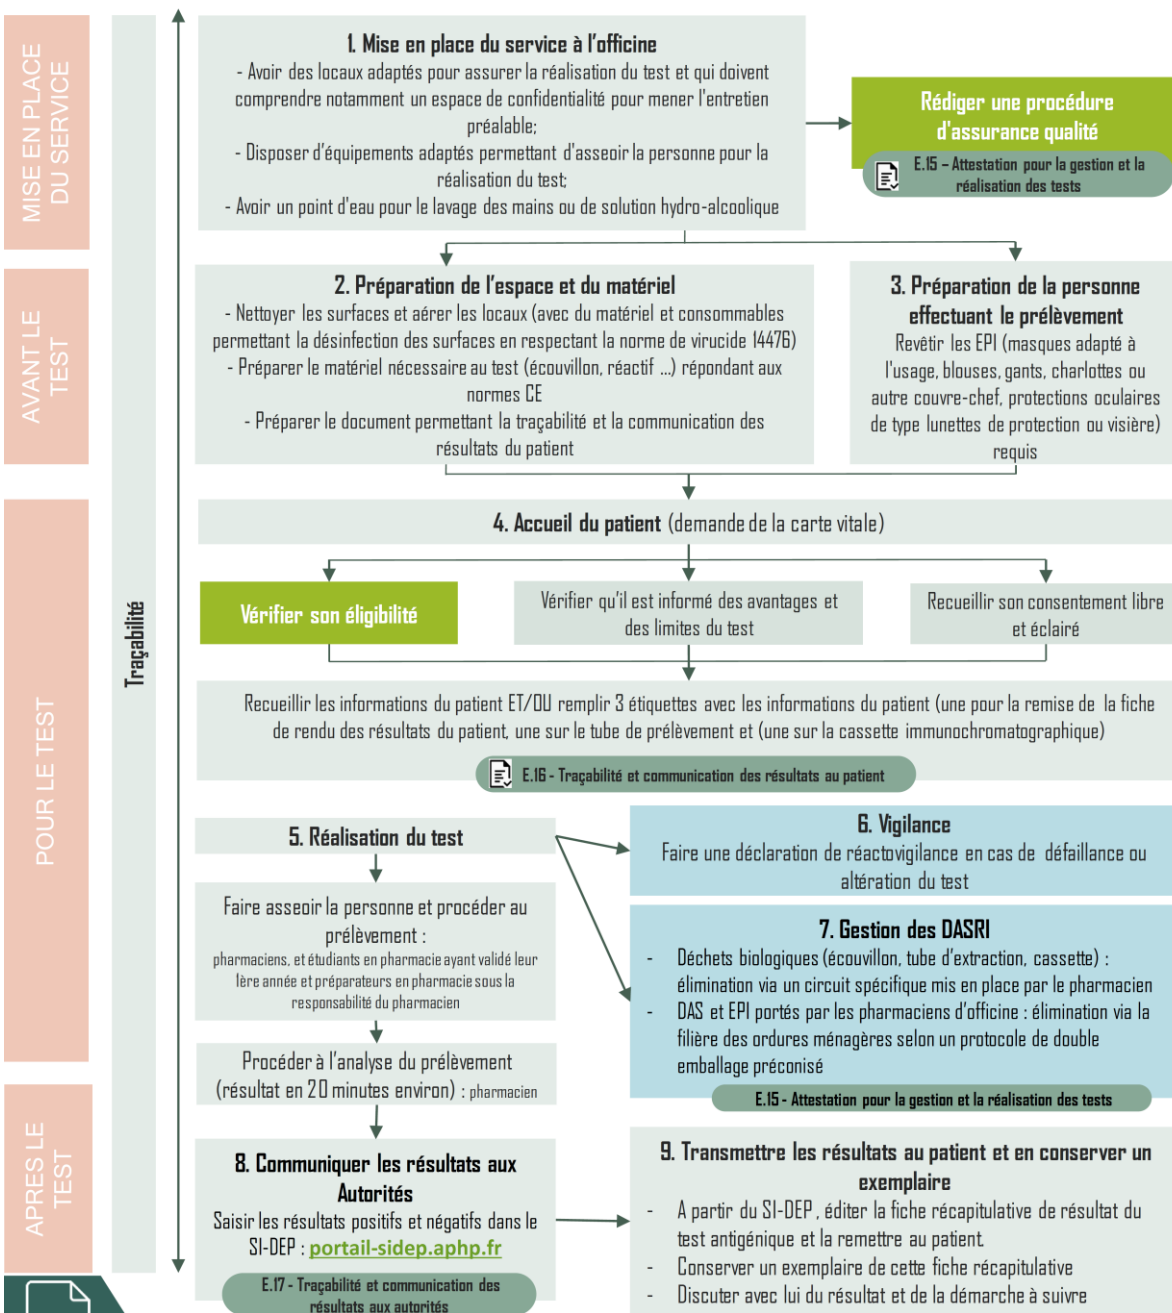 MISE EN PLACE
DU SERVICE
AVANT LE
TEST
POUR LE TEST
APRES LE
TEST
Traçabilité
1. Mise en place du service à l'officine
- Avoir des locaux adaptés pour assurer la réalisation du test et qui doivent
comprendre notamment un espace de confidentialité pour mener l'entretien
préalable;
- Disposer d'équipements adaptés permettant d'asseoir la personne pour la
réalisation du test;
- Avoir un point d'eau pour le lavage des mains ou de solution hydro-alcoolique
Rédiger une procédure
d'assurance qualité
E.15 – Attestation pour la gestion et la
réalisation des tests
2. Préparation de l'espace et du matériel
- Nettoyer les surfaces et aérer les locaux (avec du matériel et consommables
permettant la désinfection des surfaces en respectant la norme de virucide 14476)
- Préparer le matériel nécessaire au test (écouvillon, réactif ...) répondant aux
normes CE
- Préparer le document permettant la traçabilité et la communication des
résultats du patient
3. Préparation de la personne
effectuant le prélèvement
Revêtir les EPI (masques adapté à
l'usage, blouses, gants, charlottes ou
autre couvre-chef, protections oculaires
de type lunettes de protection ou visière)
requis
4. Accueil du patient (demande de la carte vitale)
Vérifier son éligibilité
Vérifier qu'il est informé des avantages et
des limites du test
Recueillir son consentement libre
et éclairé
Recueillir les informations du patient ET/OU remplir 3 étiquettes avec les informations du patient (une pour la remise de la fiche
de rendu des résultats du patient, une sur le tube de prélèvement et (une sur la cassette immunochromatographique)
E.16 - Traçabilité et communication des résultats au patient
5. Réalisation du test
Faire asseoir la personne et procéder au
prélèvement :
pharmaciens, et étudiants en pharmacie ayant validé leur
1ère année et préparateurs en pharmacie sous la
responsabilité du pharmacien
Procéder à l'analyse du prélèvement
(résultat en 20 minutes environ) : pharmacien
6. Vigilance
Faire une déclaration de réactovigilance en cas de défaillance ou
altération du test
7. Gestion des DASRI
- Déchets biologiques (écouvillon, tube d'extraction, cassette) :
élimination via un circuit spécifique mis en place par le pharmacien
- DAS et EPI portés par les pharmaciens d'officine : élimination via la
filière des ordures ménagères selon un protocole de double
emballage préconisé
E.15 - Attestation pour la gestion et la réalisation des tests
8. Communiquer les résultats aux
Autorités
Saisir les résultats positifs et négatifs dans le
SI-DEP : portail-sidep.aphp.fr
E.17 - Traçabilité et communication des
résultats aux autorités
9. Transmettre les résultats au patient et en conserver un
exemplaire
- A partir du SI-DEP , éditer la fiche récapitulative de résultat du
test antigénique et la remettre au patient.
- Conserver un exemplaire de cette fiche récapitulative
- Discuter avec lui du résultat et de la démarche à suivre